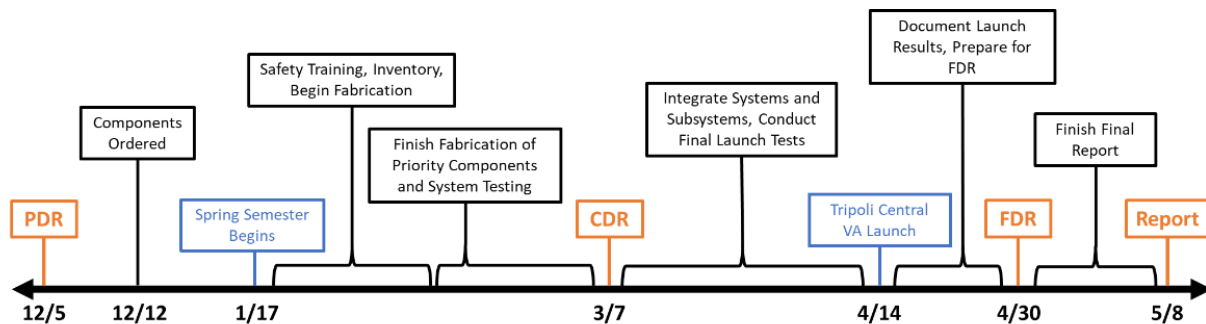 Document Launch
Results, Prepare for
FDR
Safety Training, Inventory,
Begin Fabrication
Integrate Systems and
Subsystems, Conduct
Final Launch Tests
Components
Ordered
Finish Fabrication of
Priority Components
and System Testing
Finish Final
Report
PDR
Spring Semester
Begins
CDR
Tripoli Central
VA Launch
FDR
Report
12/5
12/12
1/17
3/7
4/14
4/30
5/8